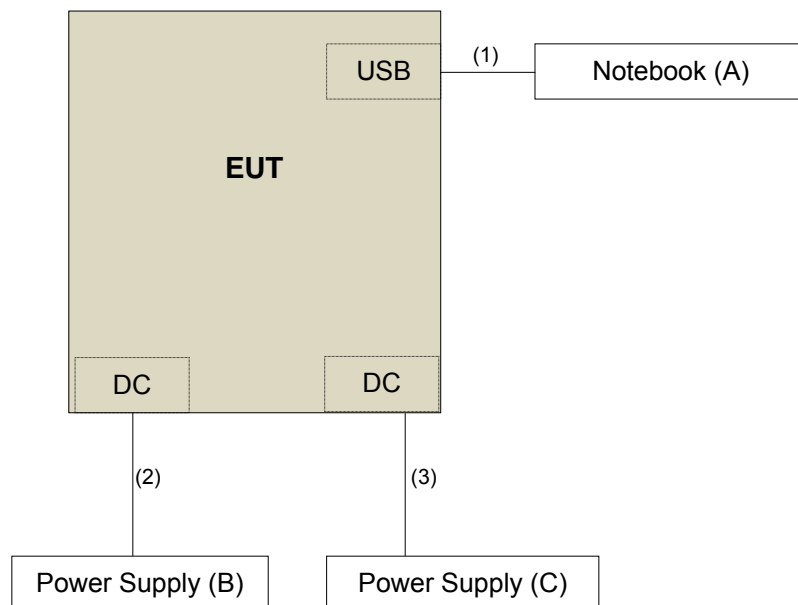 USB
(1)
Notebook (A)
EUT
DC
DC
(2)
(3)
Power Supply (B)
Power Supply (C)